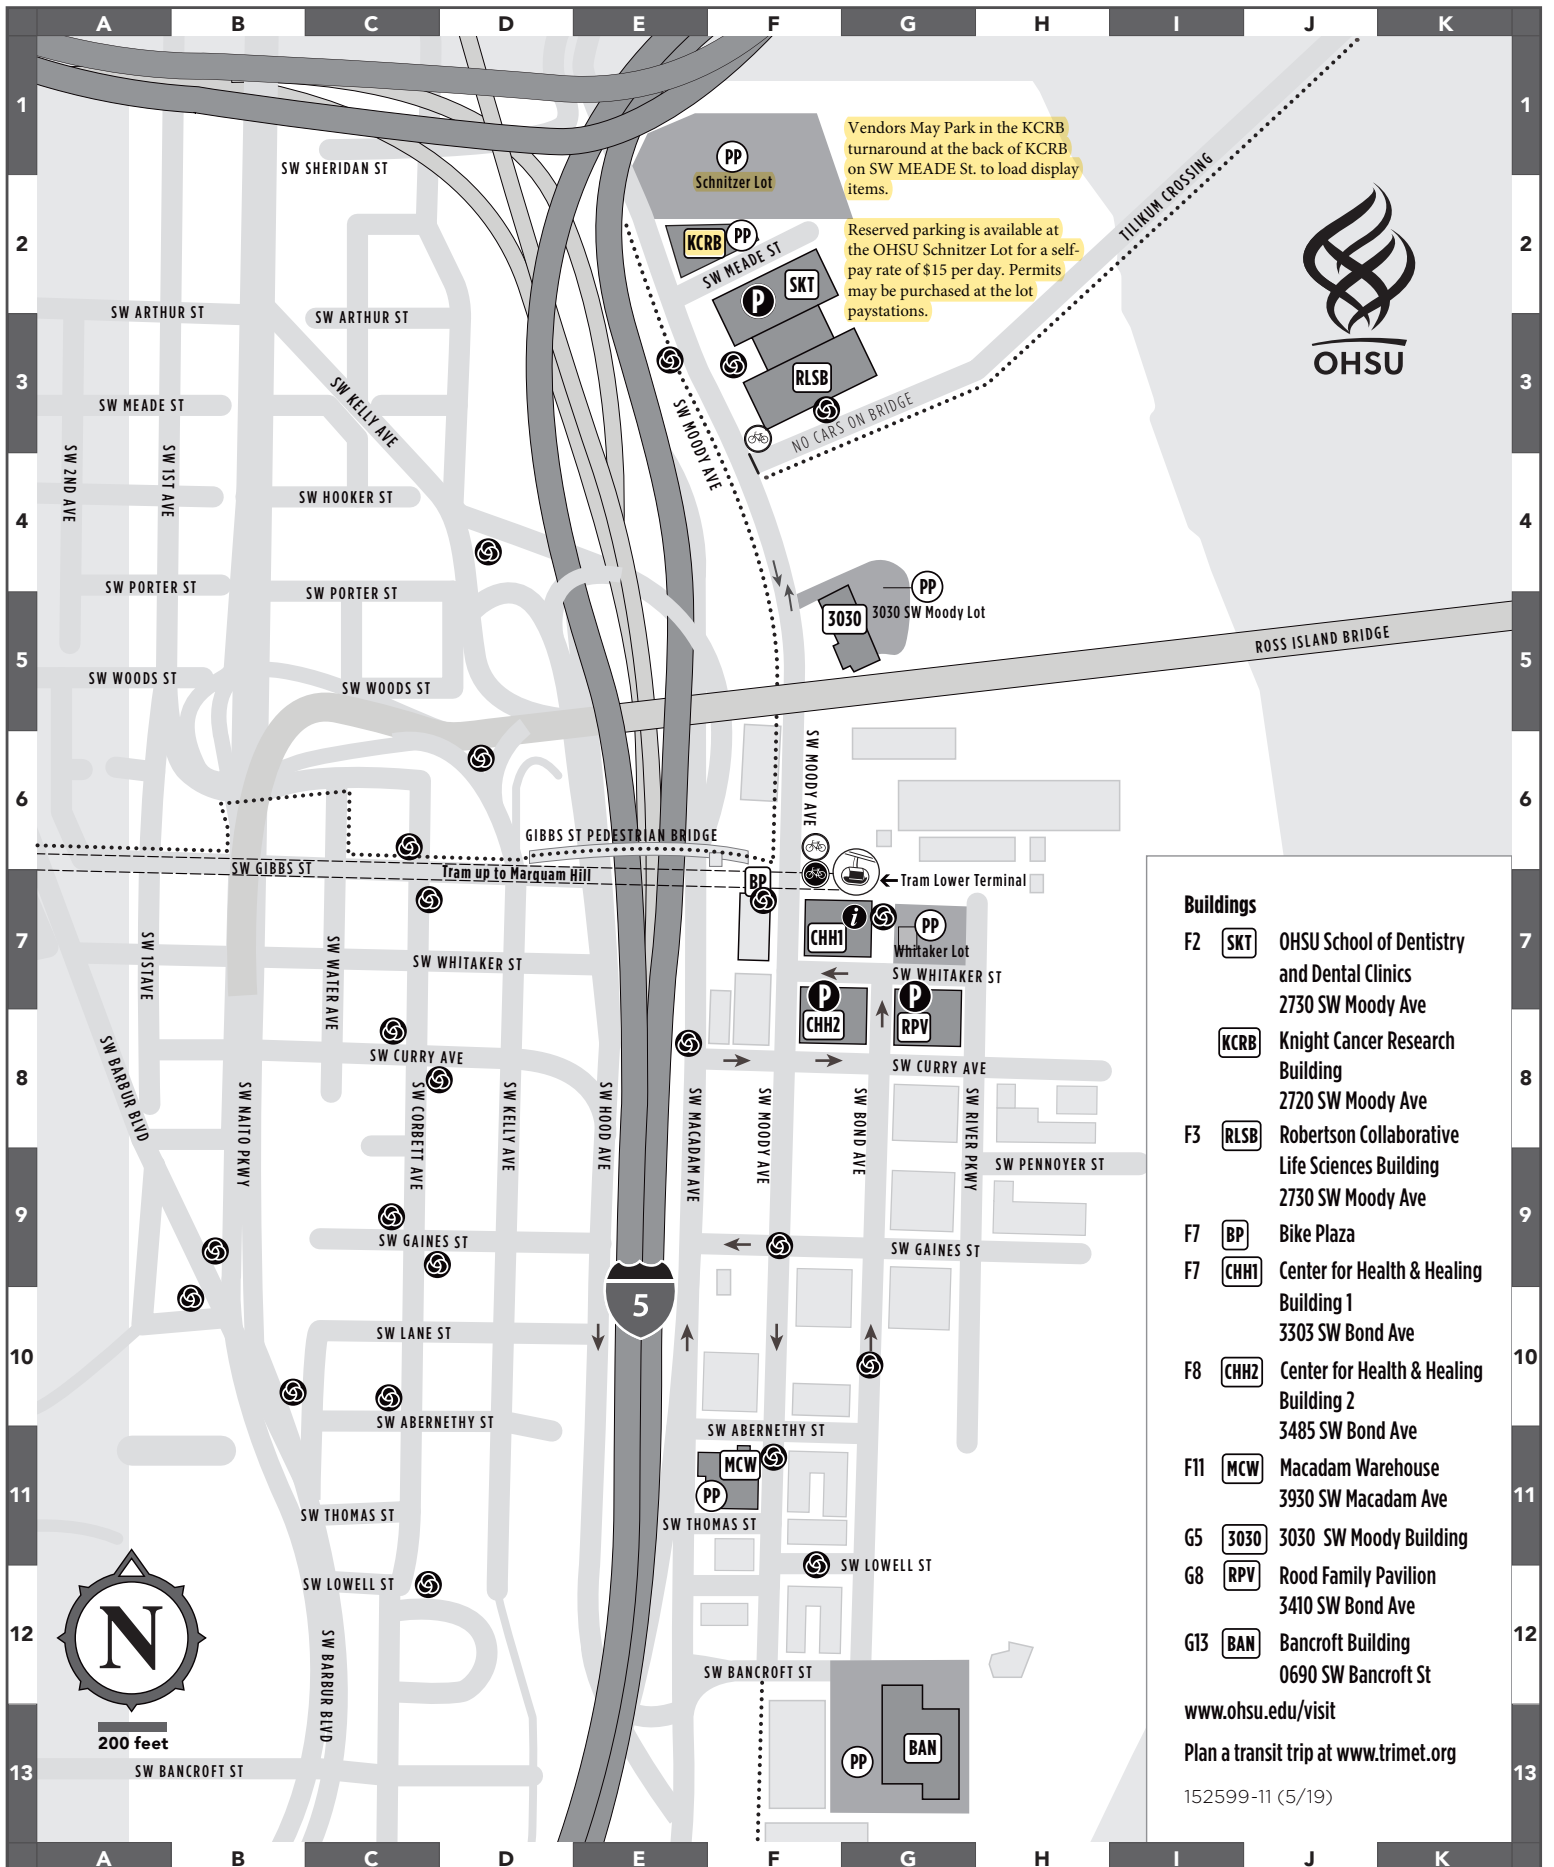 A B C D E F G H I J K
1
2
3
4
5
6
7
8
9
10
11
12
13
1
2
3
4
5
6
7
8
9
10
11
12
13
SW SHERIDAN ST
PP
Schnitzer Lot
Vendors May Park in the KCRB
turnaround at the back of KCRB
on SW MEADE St. to load display
items.
Reserved parking is available at
the OHSU Schnitzer Lot for a self-
pay rate of $15 per day. Permits
may be purchased at the lot
paystations.
TILIKUM CROSSING
OHSU
KCRB
PP
SW MEADE ST
P
SKT
SW ARTHUR ST
SW ARTHUR ST
RLSB
SW MEADE ST
SW KELLY AVE
SW MOODY AVE
NO CARS ON BRIDGE
SW 2ND AVE
SW 1ST AVE
SW HOOKER ST
SW PORTER ST
SW PORTER ST
PP
3030
3030 SW Moody Lot
ROSS ISLAND BRIDGE
SW WOODS ST
SW WOODS ST
SW MOODY AVE
GIBBS ST PEDESTRIAN BRIDGE
SW GIBBS ST
Tram up to Marquam Hill
BP
Tram Lower Terminal
i
CHH1
PP
Whitaker Lot
SW 1STAVE
SW WATER AVE
SW WHITAKER ST
SW WHITAKER ST
P
CHH2
P
RPV
SW BARBUR BLVD
SW CURRY AVE
SW CURRY AVE
SW NAITO PKWY
SW CORBETT AVE
SW KELLY AVE
SW HOOD AVE
SW MACADAM AVE
SW MOODY AVE
SW BOND AVE
SW RIVER PKWY
SW PENNOYER ST
SW GAINES ST
SW GAINES ST
5
SW LANE ST
SW ABERNETHY ST
SW ABERNETHY ST
MCW
PP
SW THOMAS ST
SW THOMAS ST
SW LOWELL ST
SW LOWELL ST
N
200 feet
SW BARBUR BLVD
SW BANCROFT ST
SW BANCROFT ST
PP
BAN
Buildings
F2 SKT OHSU School of Dentistry
and Dental Clinics
2730 SW Moody Ave
KCRB Knight Cancer Research
Building
2720 SW Moody Ave
F3 RLSB Robertson Collaborative
Life Sciences Building
2730 SW Moody Ave
F7 BP Bike Plaza
F7 CHH1 Center for Health & Healing
Building 1
3303 SW Bond Ave
F8 CHH2 Center for Health & Healing
Building 2
3485 SW Bond Ave
F11 MCW Macadam Warehouse
3930 SW Macadam Ave
G5 3030 3030 SW Moody Building
G8 RPV Rood Family Pavilion
3410 SW Bond Ave
G13 BAN Bancroft Building
0690 SW Bancroft St
www.ohsu.edu/visit
Plan a transit trip at www.trimet.org
152599-11 (5/19)
A B C D E F G H I J K